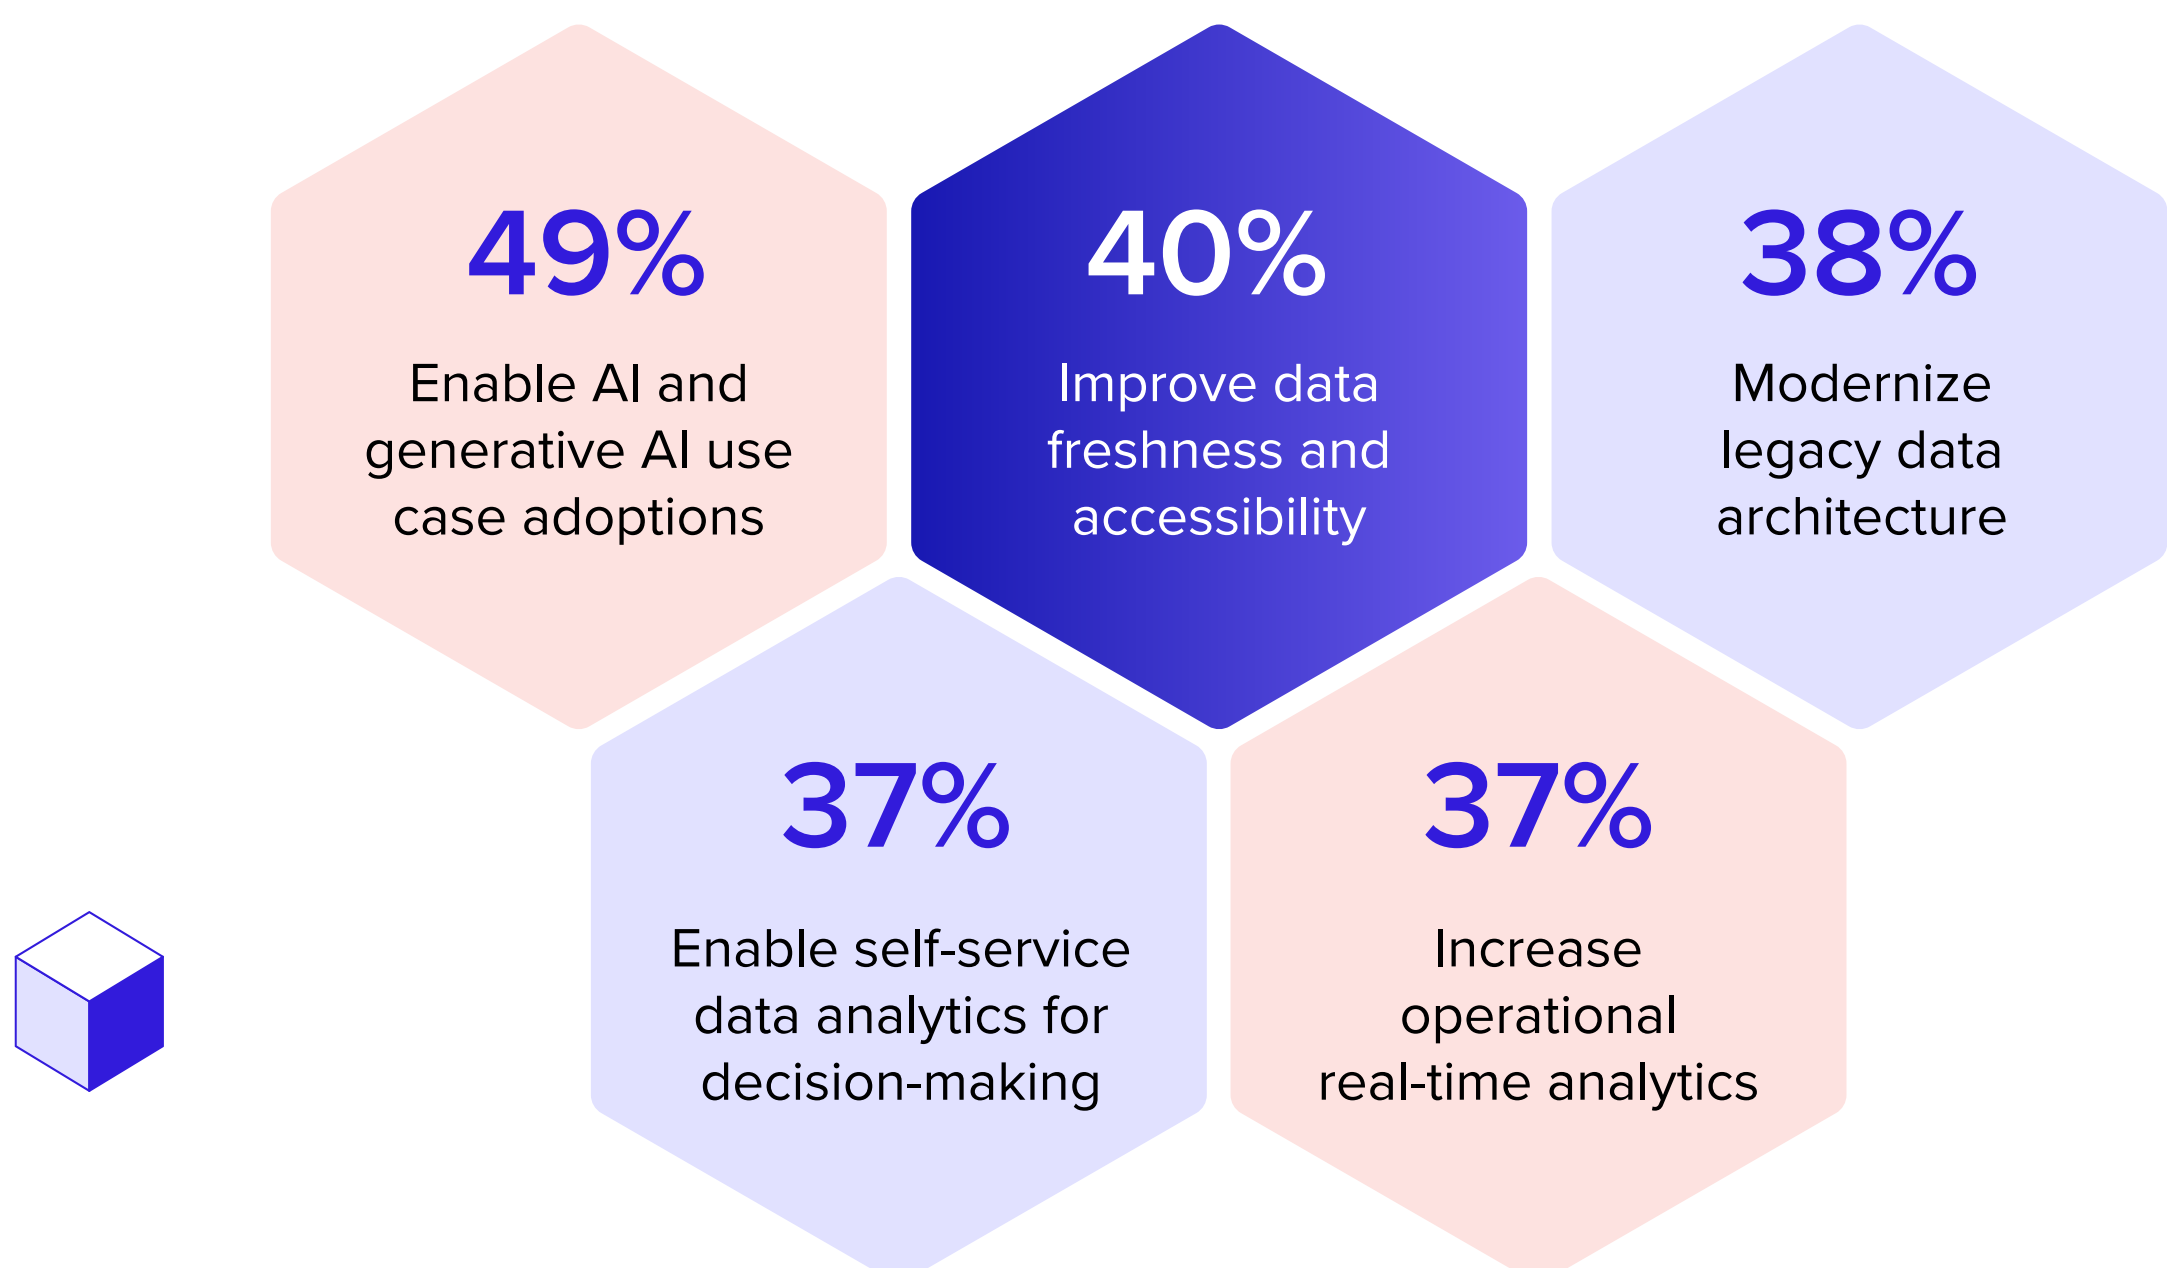 49%
Enable AI and
generative AI use
case adoptions
40%
Improve data
freshness and
accessibility
38%
Modernize
legacy data
architecture
37%
Enable self-service
data analytics for
decision-making
37%
Increase
operational
real-time analytics